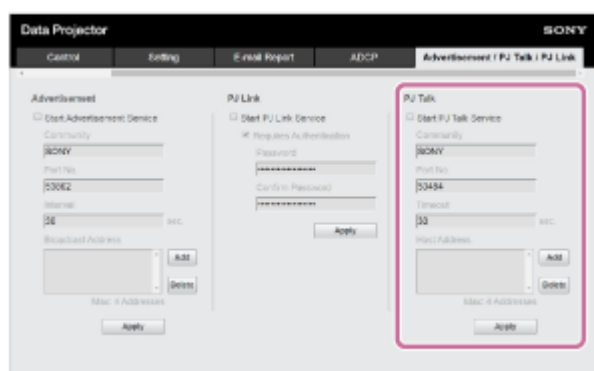 Data Projector
SONY
Control
Setting
E-mail Report
ADCP
Advertisement / PJ Talk / PJ Link
Advertisement
Start Advertisement Service
Community
SONY
Port No.
53862
Interval
30 sec.
Broadcast Address
Add
Delete
Max: 4 Addresses
Apply
PJ Link
Start PJ Link Service
Requires Authentication
Password
Confirm Password
Apply
PJ Talk
Start PJ Talk Service
Community
SONY
Port No.
53484
Timeout
30 sec.
Host Address
Add
Delete
Max: 4 Addresses
Apply